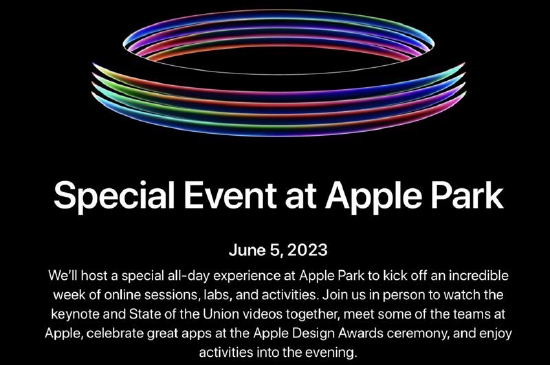 Special Event at Apple Park
June 5, 2023
We’ll host a special all-day experience at Apple Park to kick off an incredible
week of online sessions, labs, and activities. Join us in person to watch the
keynote and State of the Union videos together, meet some of the teams at
Apple, celebrate great apps at the Apple Design Awards ceremony, and enjoy
activities into the evening.